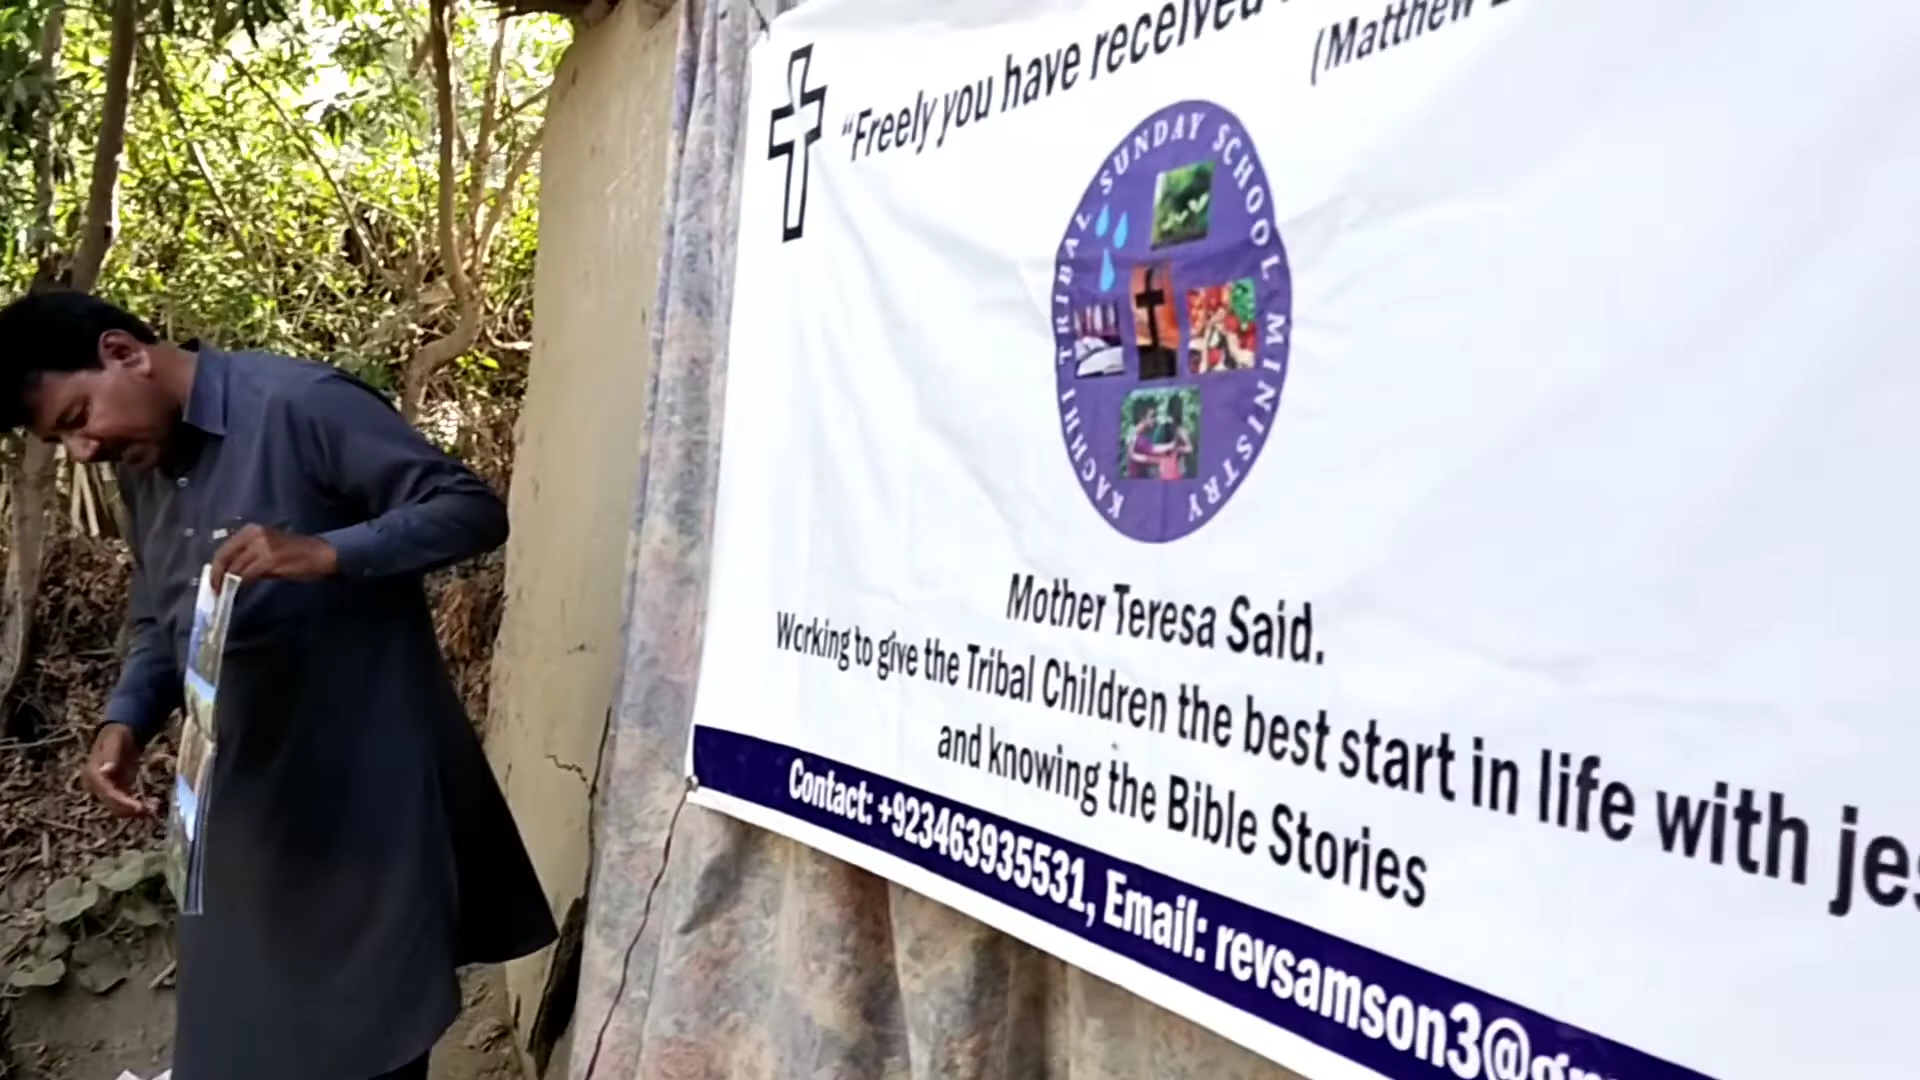 "Freely you have received
(Matthew
KACHHI TRIBAL SUNDAY SCHOOL MINISTRY
Mother Teresa Said.
Working to give the Tribal Children the best start in life with
and knowing the Bible Stories
Contact: +923463935531, Email: revsamson3@